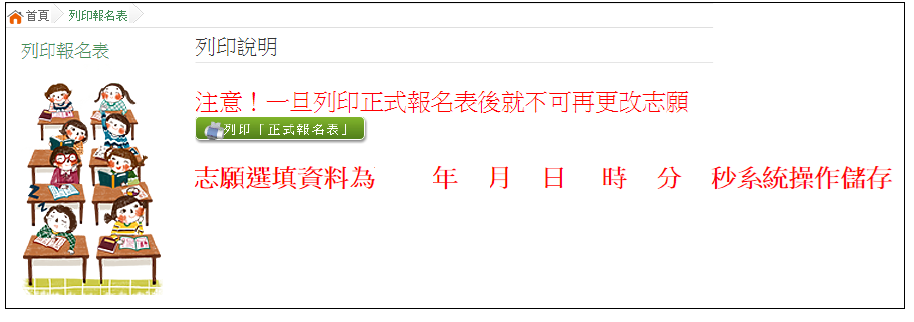 首頁 列印報名表
列印報名表
列印說明
注意！一旦列印正式報名表後就不可再更改志願
列印「正式報名表」
志願選填資料為 年 月 日 時 分 秒系統操作儲存
Z
Z
Z